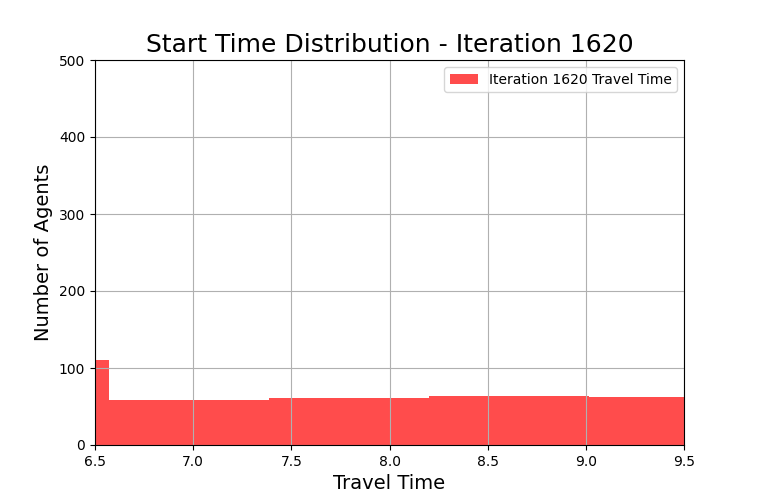 Start Time Distribution - Iteration 1620
500
400
300
200
100
0
Number of Agents
Iteration 1620 Travel Time
6.5 7.0 7.5 8.0 8.5 9.0 9.5
Travel Time